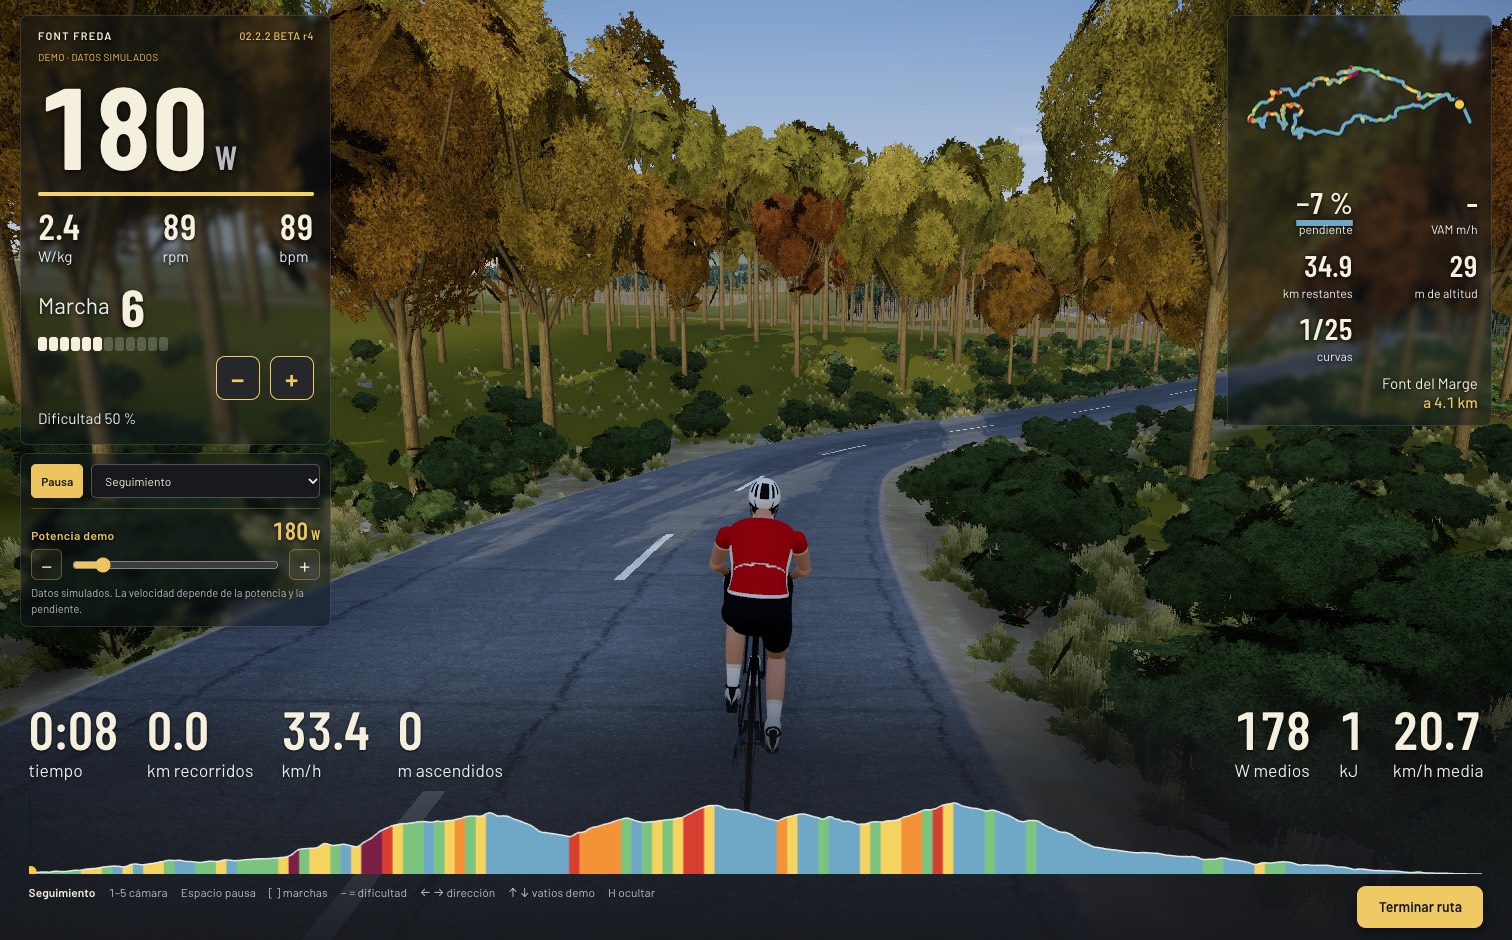 FONT FREDA 02.2.2 BETA r4
DEMO · DATOS SIMULADOS
180 W
2.4 89 89
W/kg rpm bpm
Marcha 6
− +
Dificultad 50 %
Pausa Seguimiento
Potencia demo 180 W
− +
Datos simulados. La velocidad depende de la potencia y la
pendiente.
−7 % –
pendiente VAM m/h
34.9 29
km restantes m de altitud
1/25
curvas
Font del Marge
a 4.1 km
0:08 0.0 33.4 0
tiempo km recorridos km/h m ascendidos
178 1 20.7
W medios kJ km/h media
Seguimiento 1–5 cámara Espacio pausa [ ] marchas − = dificultad ← → dirección ↑ ↓ vatios demo H ocultar
Terminar ruta